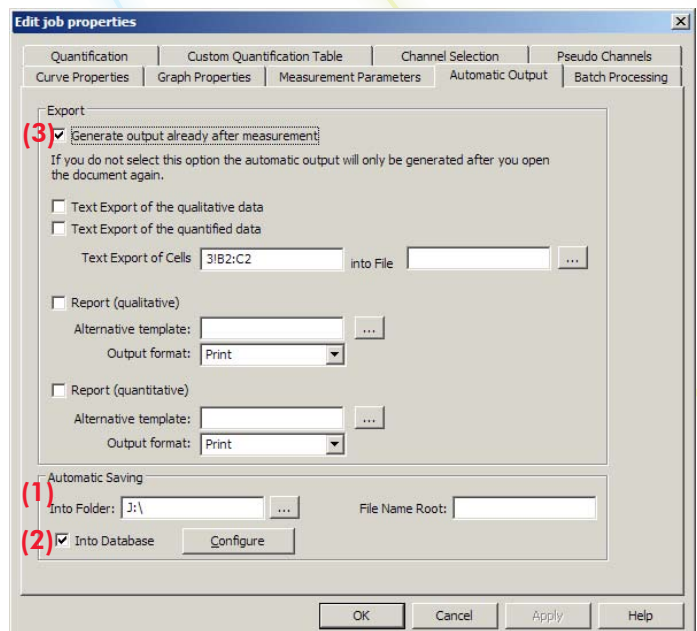 Edit job properties
Quantification Custom Quantification Table Channel Selection Pseudo Channels
Curve Properties Graph Properties Measurement Parameters Automatic Output Batch Processing
Export
(3) Generate output already after measurement
If you do not select this option the automatic output will only be generated after you open
the document again.
Text Export of the qualitative data
Text Export of the quantified data
Text Export of Cells 3!B2:C2 into File ...
Report (qualitative)
Alternative template: ...
Output format: Print
Report (quantitative)
Alternative template: ...
Output format: Print
Automatic Saving
(1) Into Folder: J:\ ... File Name Root:
(2) Into Database Configure
OK Cancel Apply Help